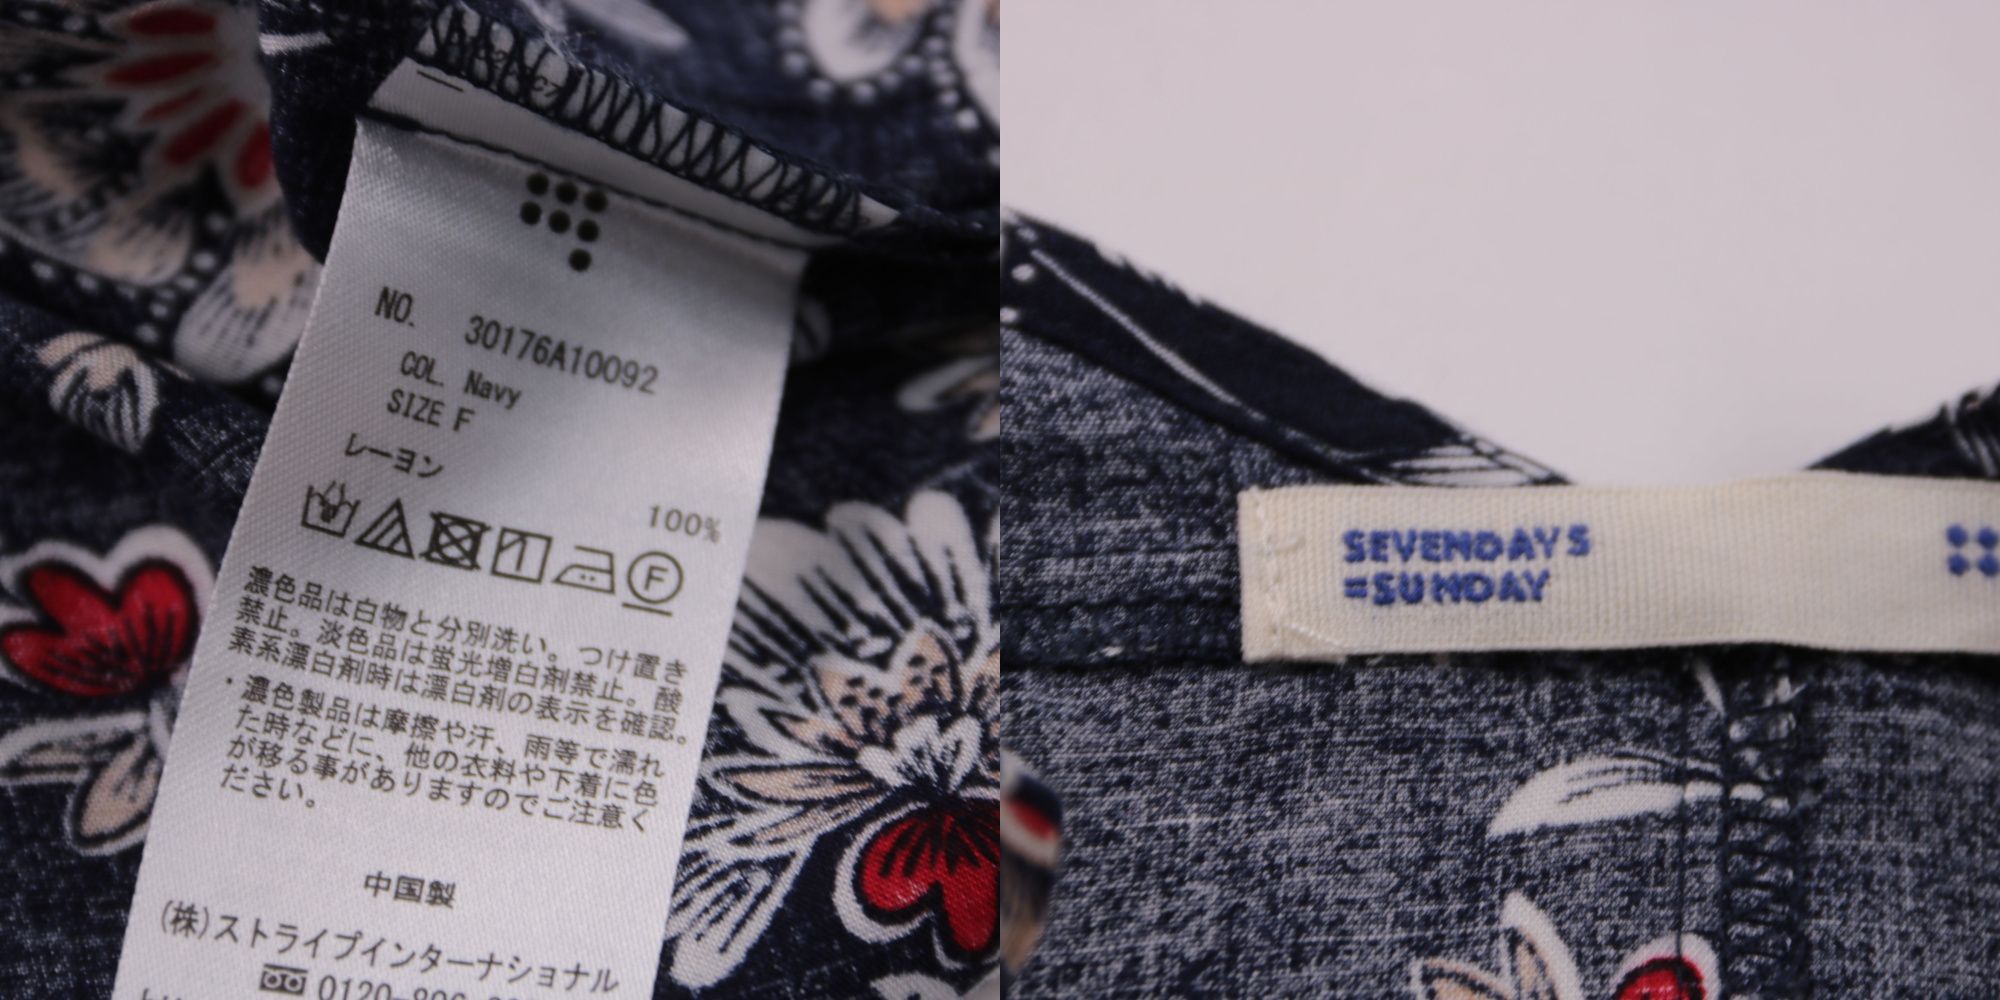 NO. 30176A10092
COL. Navy
SIZE F
レーヨン
100%
F
濃色品は白物と分別洗い。つけ置き
禁止。淡色品は蛍光増白剤禁止。酸
素系漂白剤時は漂白剤の表示を確認。
・濃色製品は摩擦や汗、雨等で濡れ
た時などに、他の衣料や下着に色
が移る事がありますのでご注意く
ださい。
中国製
(株)ストライプインターナショナル
SEVENDAYS
=SUNDAY